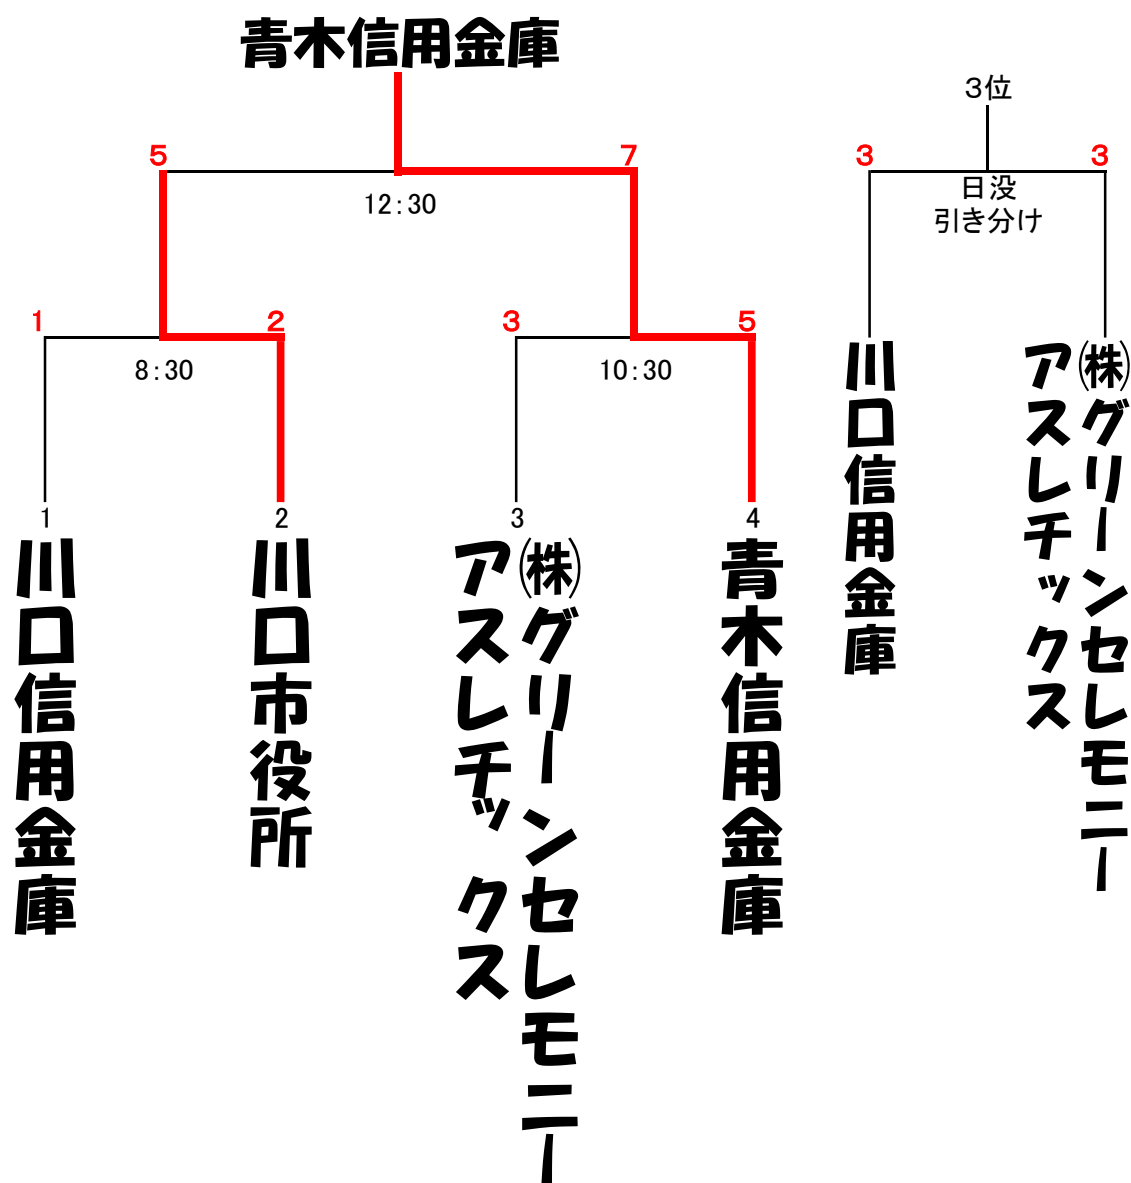 青木信用金庫
3位
5
7
3
3
12:30
日没
引き分け
1
2
3
5
8:30
10:30
1
2
3
4
川口信用金庫
川口市役所
㈱グリーンセレモニー
アスレチックス
青木信用金庫
川口信用金庫
㈱グリーンセレモニー
アスレチックス